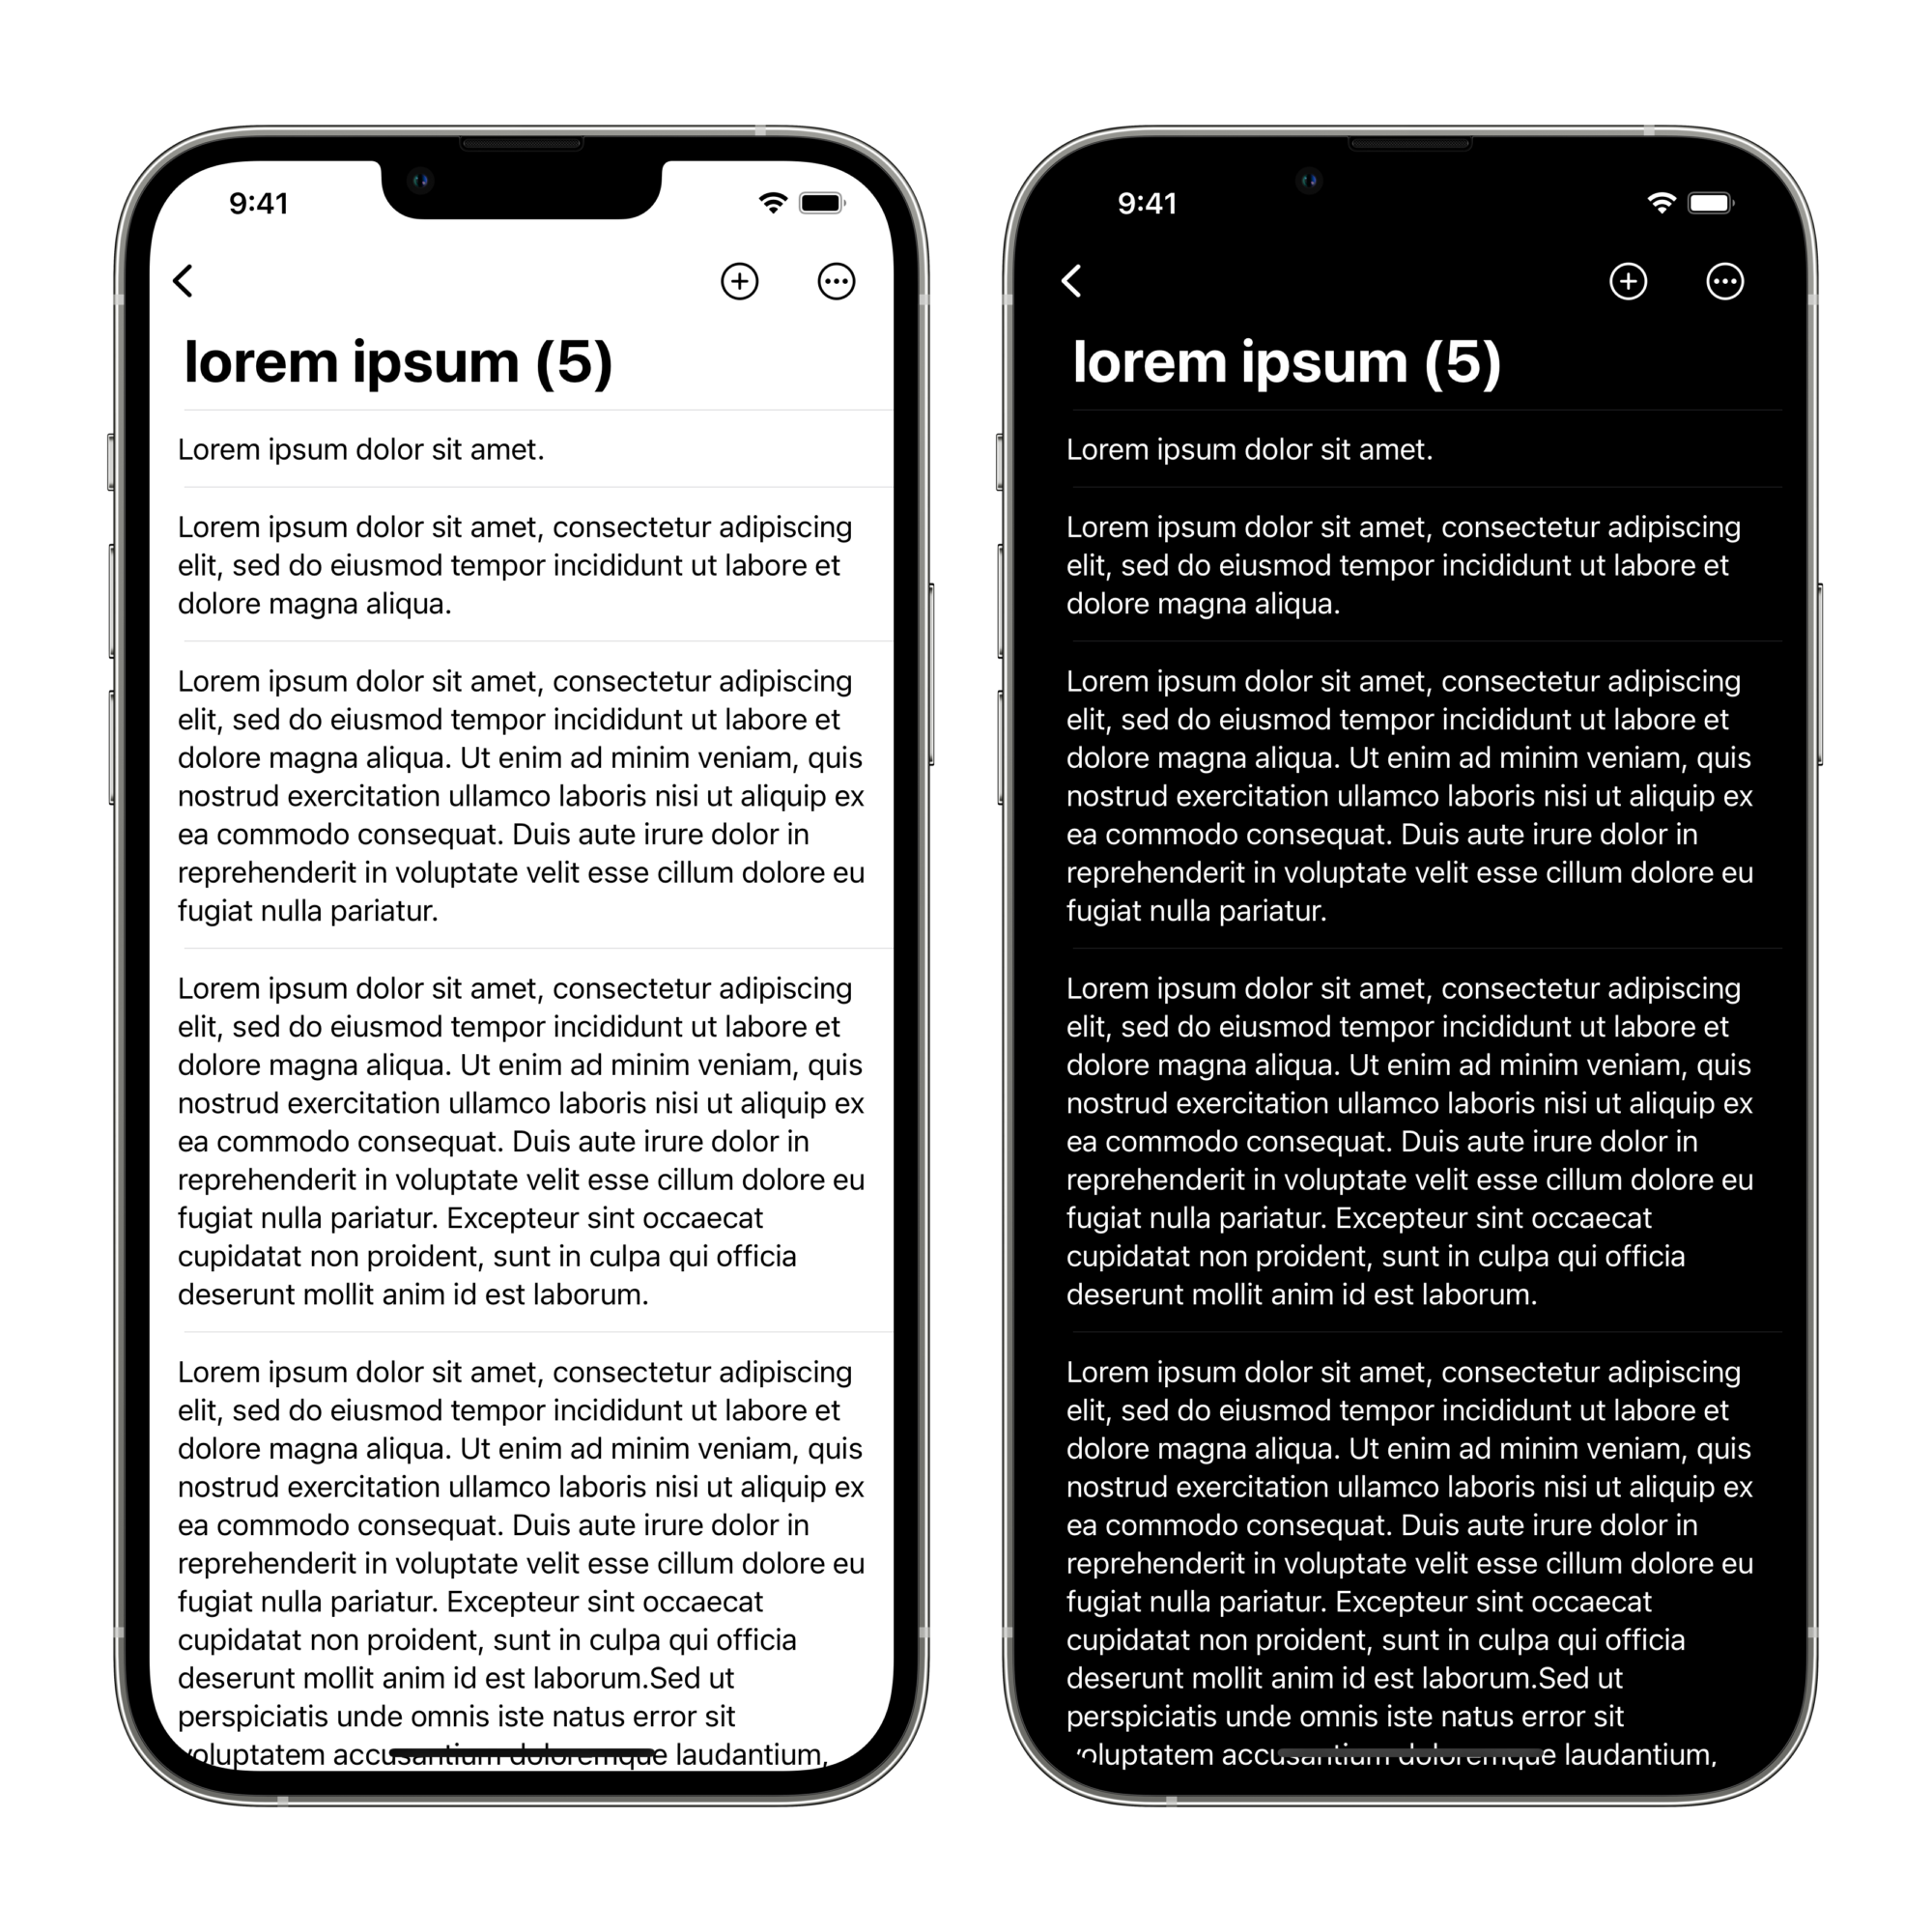 9:41
lorem ipsum (5)
Lorem ipsum dolor sit amet.
Lorem ipsum dolor sit amet, consectetur adipiscing
elit, sed do eiusmod tempor incididunt ut labore et
dolore magna aliqua.
Lorem ipsum dolor sit amet, consectetur adipiscing
elit, sed do eiusmod tempor incididunt ut labore et
dolore magna aliqua. Ut enim ad minim veniam, quis
nostrud exercitation ullamco laboris nisi ut aliquip ex
ea commodo consequat. Duis aute irure dolor in
reprehenderit in voluptate velit esse cillum dolore eu
fugiat nulla pariatur.
Lorem ipsum dolor sit amet, consectetur adipiscing
elit, sed do eiusmod tempor incididunt ut labore et
dolore magna aliqua. Ut enim ad minim veniam, quis
nostrud exercitation ullamco laboris nisi ut aliquip ex
ea commodo consequat. Duis aute irure dolor in
reprehenderit in voluptate velit esse cillum dolore eu
fugiat nulla pariatur. Excepteur sint occaecat
cupidatat non proident, sunt in culpa qui officia
deserunt mollit anim id est laborum.
Lorem ipsum dolor sit amet, consectetur adipiscing
elit, sed do eiusmod tempor incididunt ut labore et
dolore magna aliqua. Ut enim ad minim veniam, quis
nostrud exercitation ullamco laboris nisi ut aliquip ex
ea commodo consequat. Duis aute irure dolor in
reprehenderit in voluptate velit esse cillum dolore eu
fugiat nulla pariatur. Excepteur sint occaecat
cupidatat non proident, sunt in culpa qui officia
deserunt mollit anim id est laborum.Sed ut
perspiciatis unde omnis iste natus error sit
voluptatem accusantium doloremque laudantium,
9:41
lorem ipsum (5)
Lorem ipsum dolor sit amet.
Lorem ipsum dolor sit amet, consectetur adipiscing
elit, sed do eiusmod tempor incididunt ut labore et
dolore magna aliqua.
Lorem ipsum dolor sit amet, consectetur adipiscing
elit, sed do eiusmod tempor incididunt ut labore et
dolore magna aliqua. Ut enim ad minim veniam, quis
nostrud exercitation ullamco laboris nisi ut aliquip ex
ea commodo consequat. Duis aute irure dolor in
reprehenderit in voluptate velit esse cillum dolore eu
fugiat nulla pariatur.
Lorem ipsum dolor sit amet, consectetur adipiscing
elit, sed do eiusmod tempor incididunt ut labore et
dolore magna aliqua. Ut enim ad minim veniam, quis
nostrud exercitation ullamco laboris nisi ut aliquip ex
ea commodo consequat. Duis aute irure dolor in
reprehenderit in voluptate velit esse cillum dolore eu
fugiat nulla pariatur. Excepteur sint occaecat
cupidatat non proident, sunt in culpa qui officia
deserunt mollit anim id est laborum.
Lorem ipsum dolor sit amet, consectetur adipiscing
elit, sed do eiusmod tempor incididunt ut labore et
dolore magna aliqua. Ut enim ad minim veniam, quis
nostrud exercitation ullamco laboris nisi ut aliquip ex
ea commodo consequat. Duis aute irure dolor in
reprehenderit in voluptate velit esse cillum dolore eu
fugiat nulla pariatur. Excepteur sint occaecat
cupidatat non proident, sunt in culpa qui officia
deserunt mollit anim id est laborum.Sed ut
perspiciatis unde omnis iste natus error sit
voluptatem accusantium doloremque laudantium,